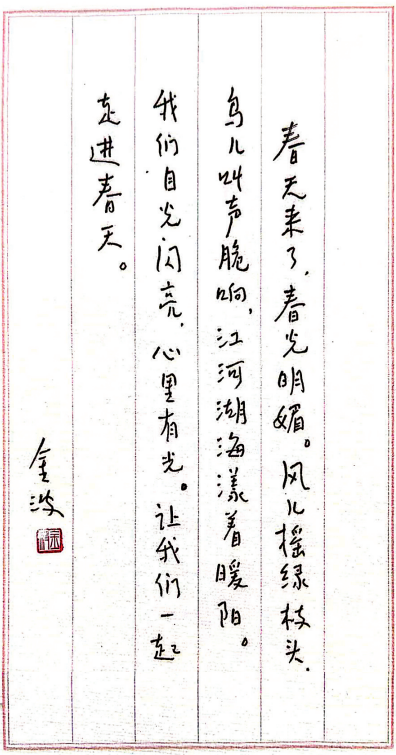 春天来了，春光明媚。风儿摇绿枝头，
鸟儿叫声脆响，江河湖海漾着暖阳。
我们目光闪亮，心里有光。让我们一起
走进春天。
金波